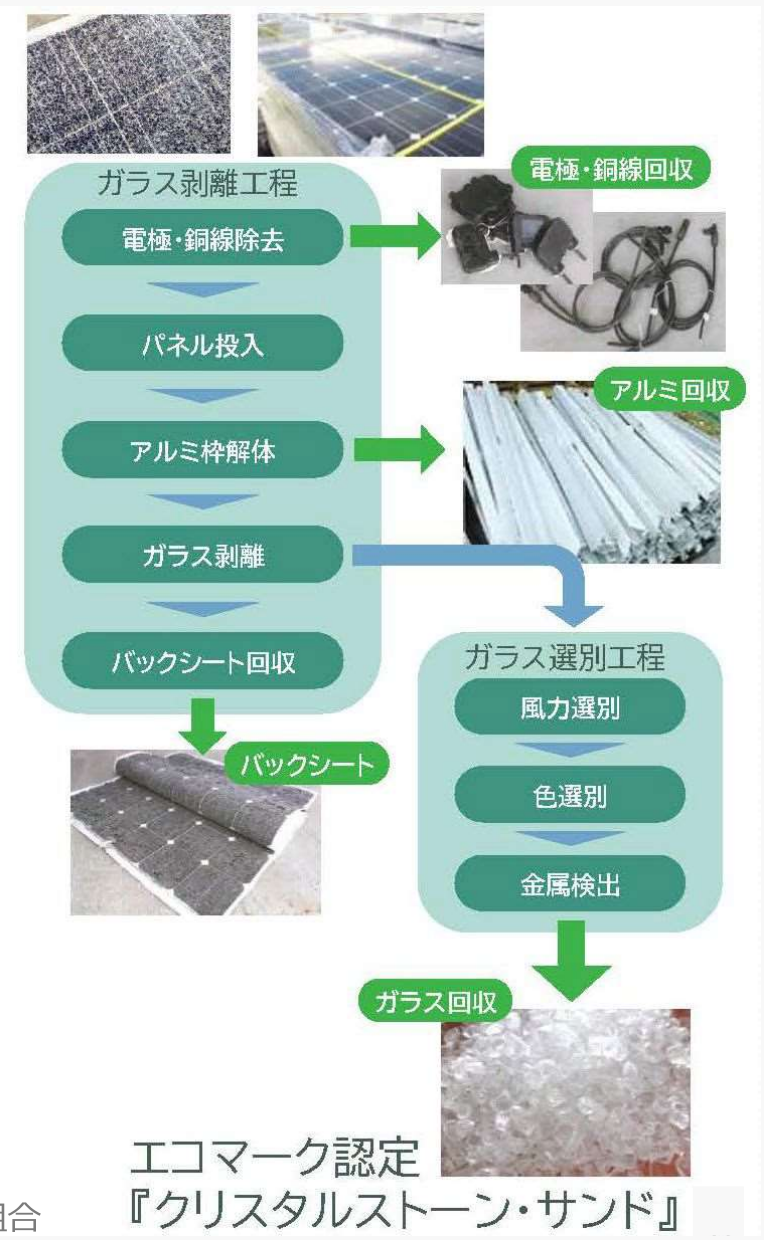 ガラス剥離工程
電極・銅線除去
電極・銅線回収
パネル投入
アルミ枠解体
アルミ回収
ガラス剥離
バックシート回収
バックシート
ガラス選別工程
風力選別
色選別
金属検出
ガラス回収
エコマーク認定
『クリスタルストーン・サンド』
組合